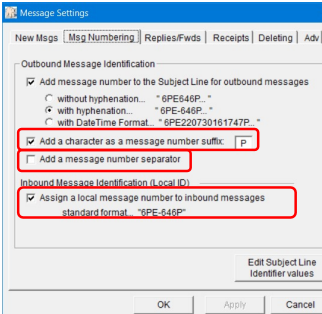 Message Settings
New Msgs Msg Numbering Replies/Fwds Receipts Deleting Adv
Outbound Message Identification
Add message number to the Subject Line for outbound messages
without hyphenation... " 6PE646P... "
with hyphenation... " 6PE-646P... "
with DateTime Format... " 6PE220730161747P... "
Add a character as a message number suffix: P
Add a message number separator
Inbound Message Identification (Local ID)
Assign a local message number to inbound messages
standard format... "6PE-646P"
Edit Subject Line
Identifier values
OK Apply Cancel